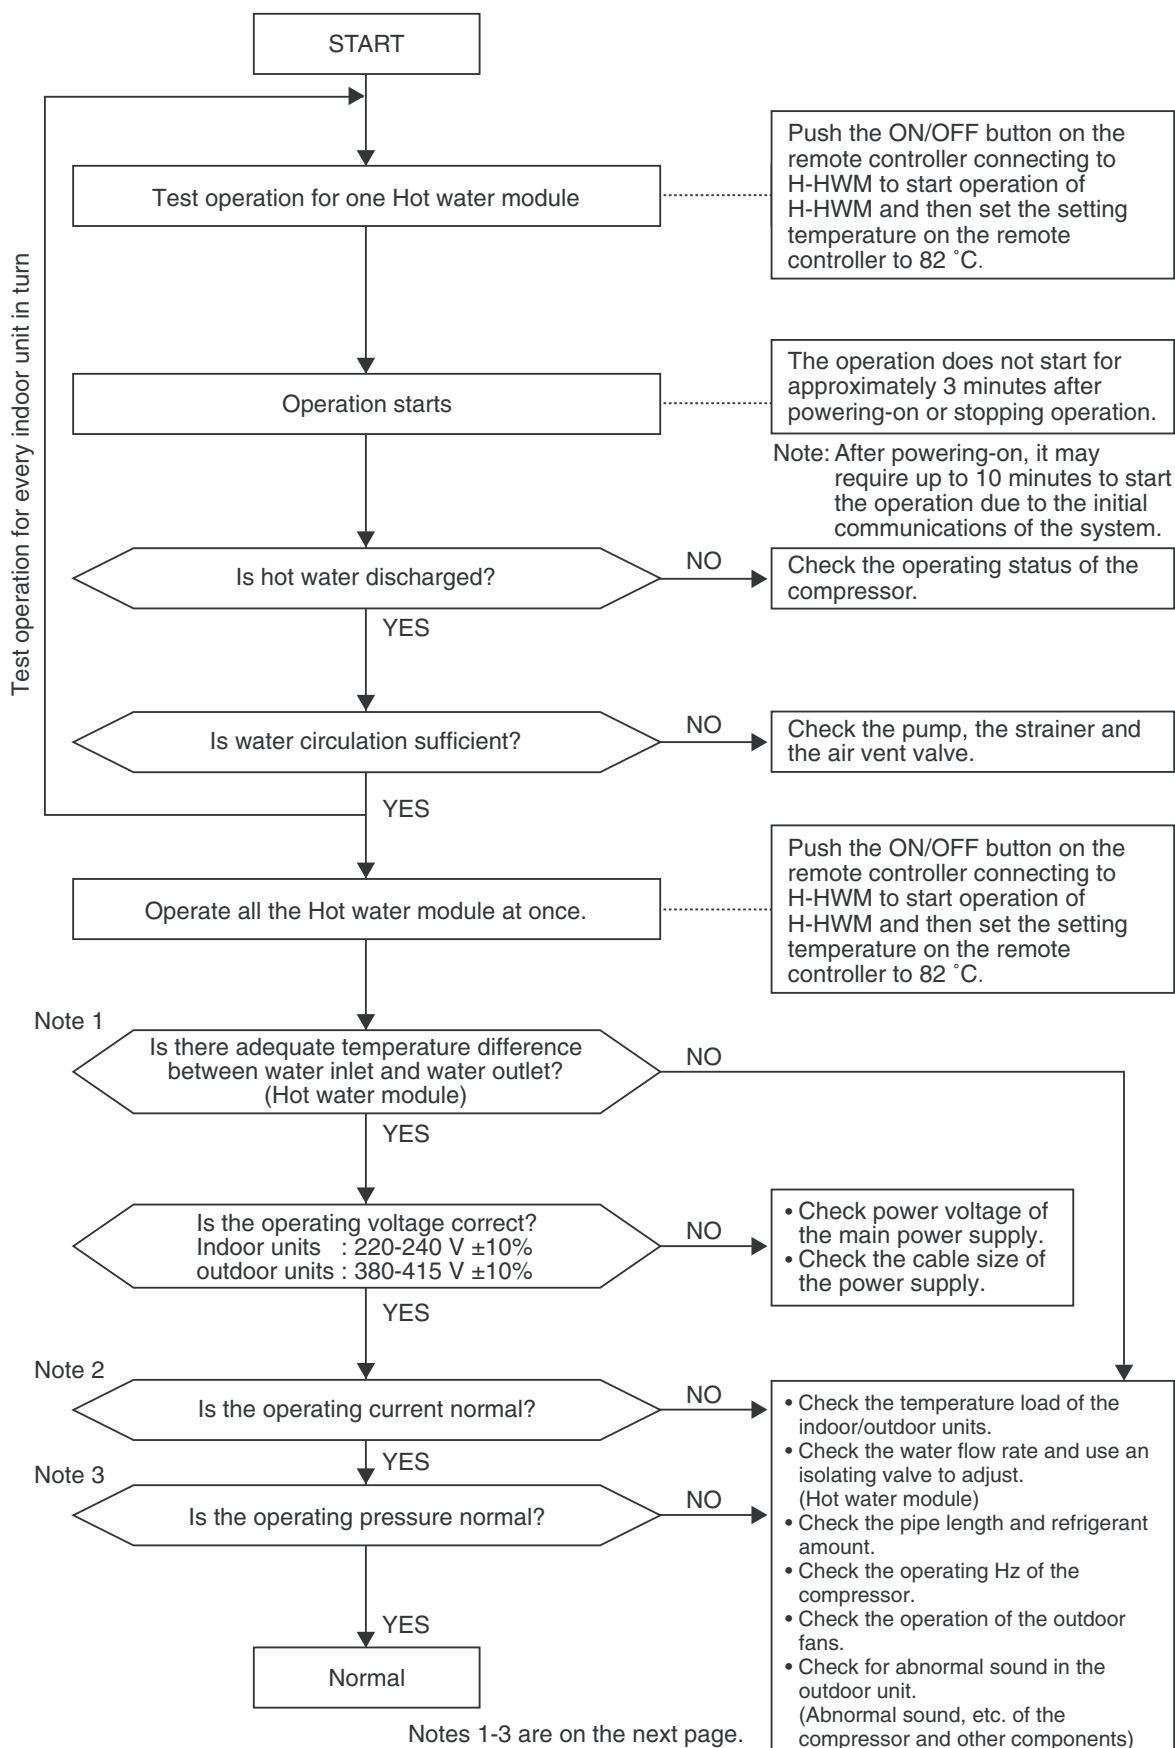 START
Test operation for every indoor unit in turn
Test operation for one Hot water module
Push the ON/OFF button on the
remote controller connecting to
H-HWM to start operation of
H-HWM and then set the setting
temperature on the remote
controller to 82 ˚C.
Operation starts
The operation does not start for
approximately 3 minutes after
powering-on or stopping operation.
Note: After powering-on, it may
require up to 10 minutes to start
the operation due to the initial
communications of the system.
Is hot water discharged?
NO
Check the operating status of the
compressor.
YES
Is water circulation sufficient?
NO
Check the pump, the strainer and
the air vent valve.
YES
Operate all the Hot water module at once.
Push the ON/OFF button on the
remote controller connecting to
H-HWM to start operation of
H-HWM and then set the setting
temperature on the remote
controller to 82 ˚C.
Note 1
Is there adequate temperature difference
between water inlet and water outlet?
(Hot water module)
NO
YES
Is the operating voltage correct?
Indoor units : 220-240 V ±10%
outdoor units : 380-415 V ±10%
NO
• Check power voltage of
the main power supply.
• Check the cable size of
the power supply.
YES
Note 2
Is the operating current normal?
NO
YES
Note 3
Is the operating pressure normal?
NO
• Check the temperature load of the
indoor/outdoor units.
• Check the water flow rate and use an
isolating valve to adjust.
(Hot water module)
• Check the pipe length and refrigerant
amount.
• Check the operating Hz of the
compressor.
• Check the operation of the outdoor
fans.
• Check for abnormal sound in the
outdoor unit.
(Abnormal sound, etc. of the
compressor and other components)
YES
Normal
Notes 1-3 are on the next page.